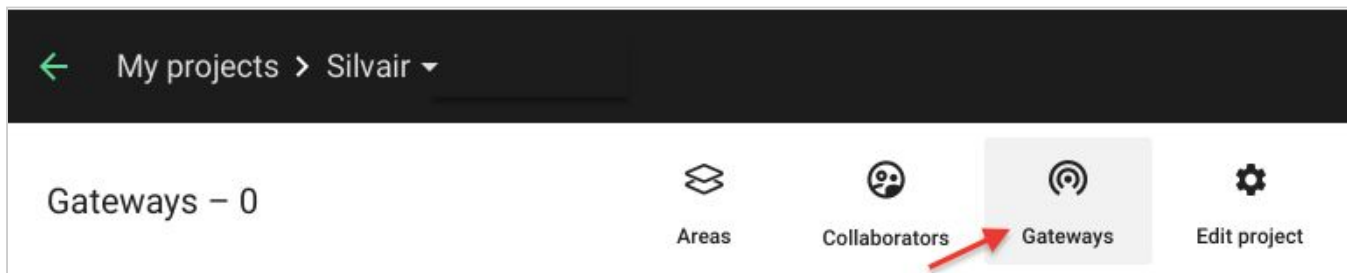 My projects > Silvair
Gateways – 0
Areas
Collaborators
Gateways
Edit project